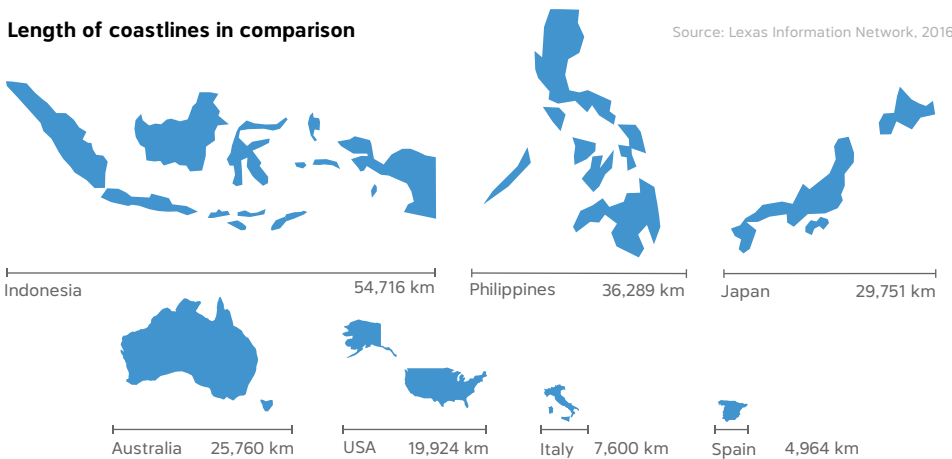 Length of coastlines in comparison
Source: Lexas Information Network, 2016
Indonesia 54,716 km
Philippines 36,289 km
Japan 29,751 km
Australia 25,760 km
USA 19,924 km
Italy 7,600 km
Spain 4,964 km